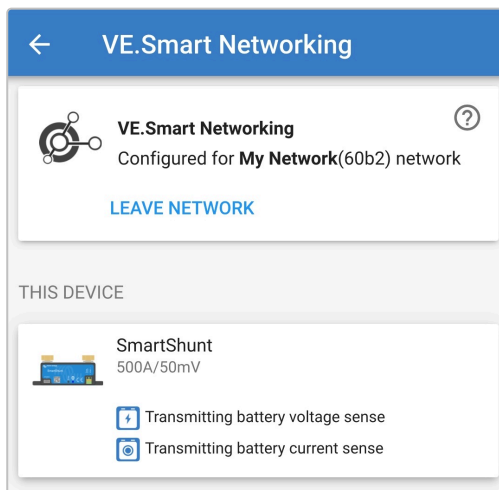 VE.Smart Networking
VE.Smart Networking
Configured for My Network(60b2) network
LEAVE NETWORK
THIS DEVICE
SmartShunt
500A/50mV
Transmitting battery voltage sense
Transmitting battery current sense